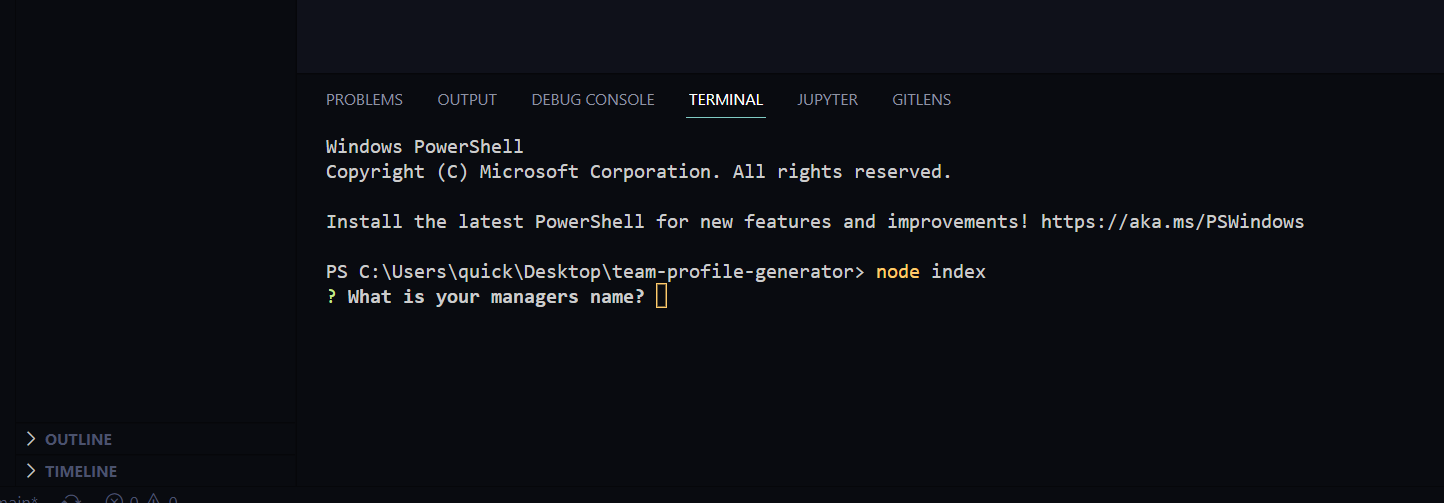 PROBLEMS OUTPUT DEBUG CONSOLE TERMINAL JUPYTER GITLENS
Windows PowerShell
Copyright (C) Microsoft Corporation. All rights reserved.
Install the latest PowerShell for new features and improvements! https://aka.ms/PSWindows
PS C:\Users\quick\Desktop\team-profile-generator> node index
? What is your managers name?
OUTLINE
TIMELINE
0 0